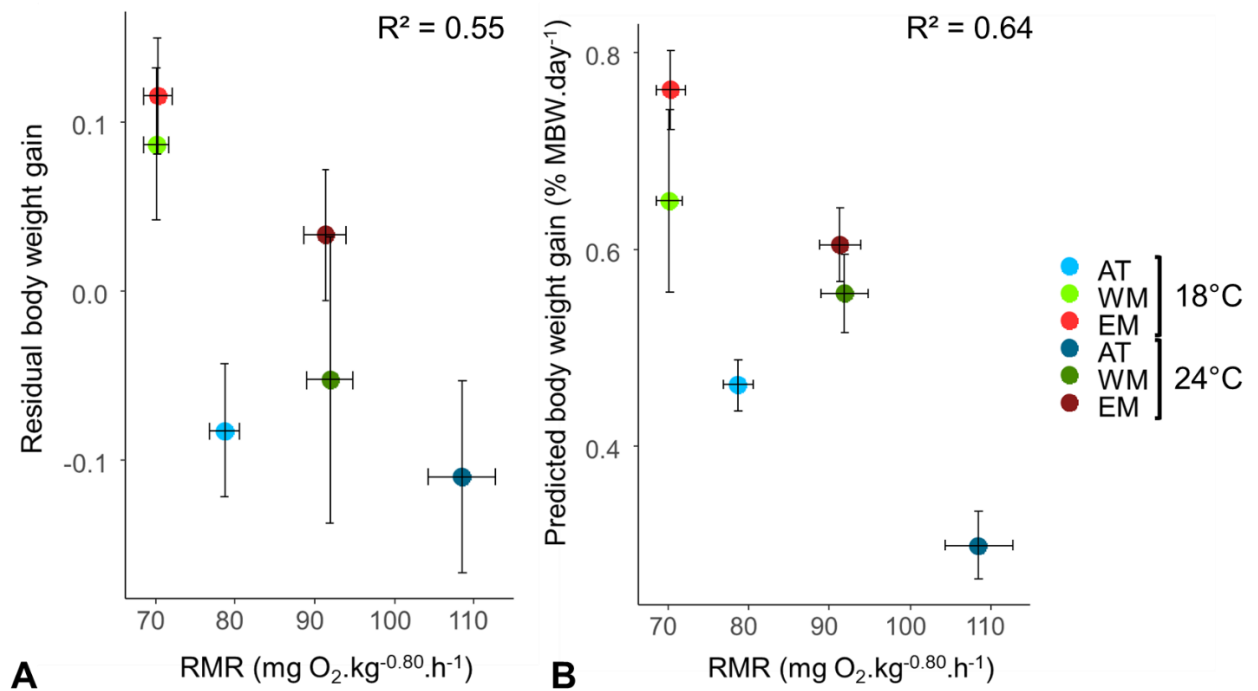 R² = 0.55
Residual body weight gain
0.1
0.0
-0.1
70 80 90 100 110
RMR (mg O₂.kg⁻⁰·⁸⁰.h⁻¹)
A
R² = 0.64
Predicted body weight gain (% MBW.day⁻¹)
0.8
0.6
0.4
70 80 90 100 110
RMR (mg O₂.kg⁻⁰·⁸⁰.h⁻¹)
B
AT
WM
EM
18°C
AT
WM
EM
24°C